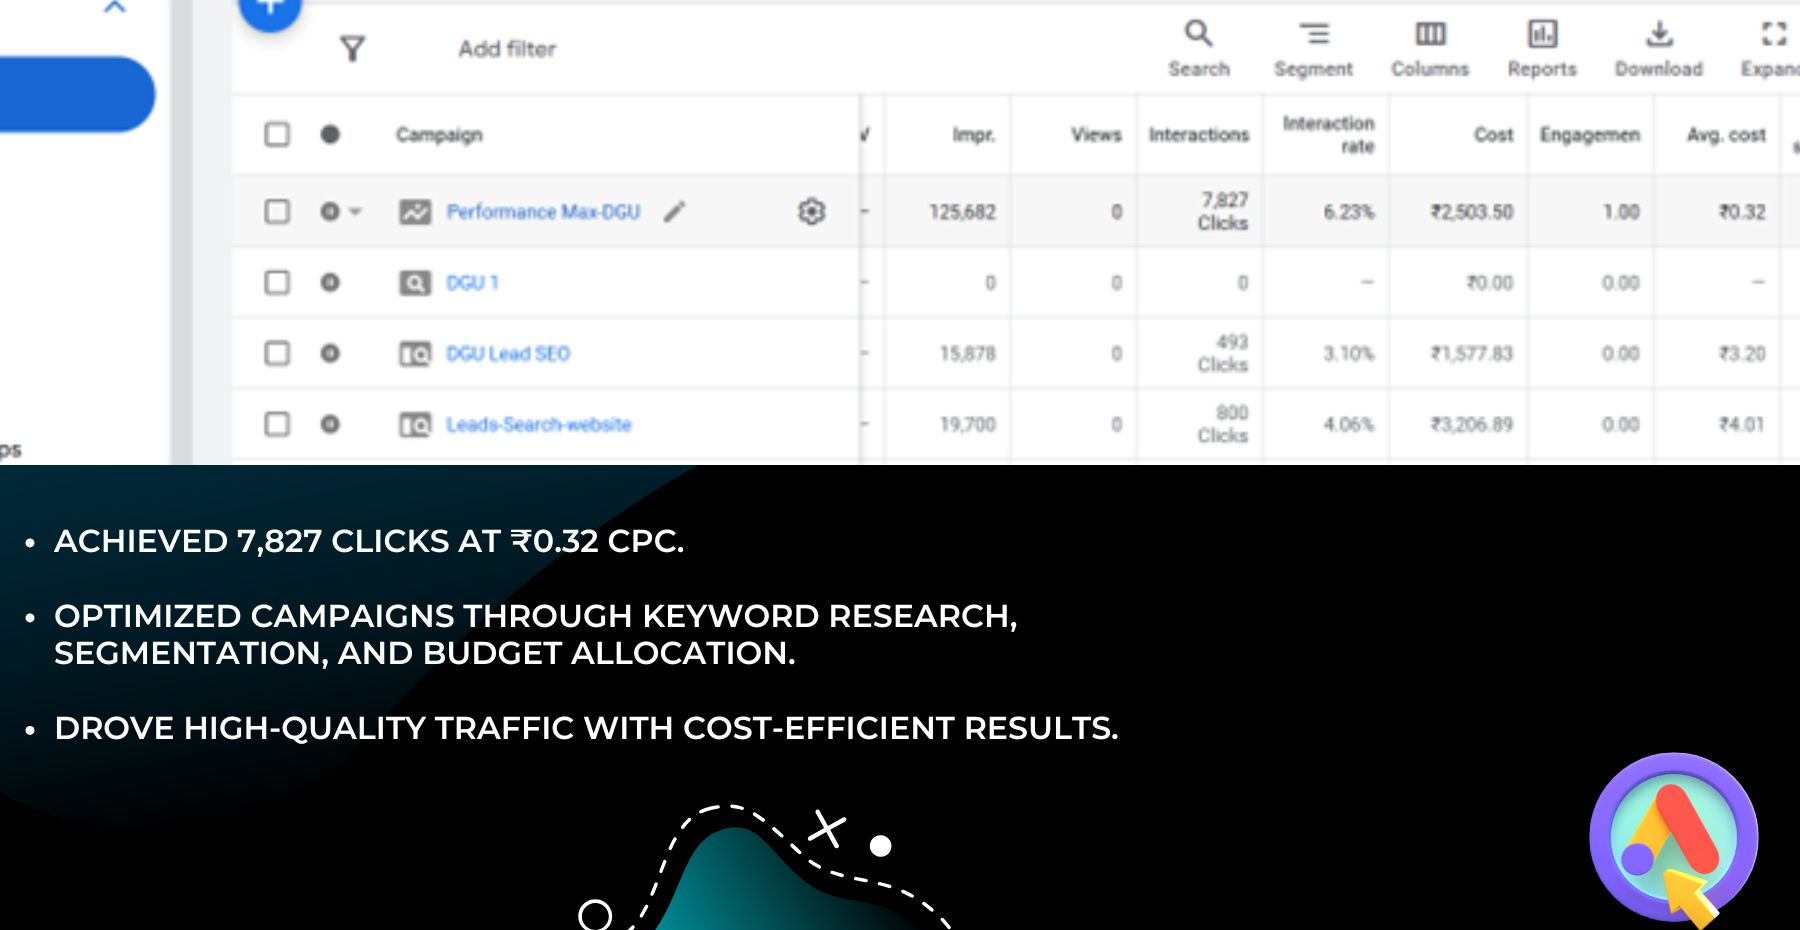 Add filter
Search Segment Columns Reports Download Expand
Campaign Impr. Views Interactions Interaction rate Cost Engagemen Avg. cost
Performance Max-DGU - 125,682 0 7,827 Clicks 6.23% ₹2,503.50 1.00 ₹0.32
DGU 1 - 0 0 0 — ₹0.00 0.00 —
DGU Lead SEO - 15,878 0 493 Clicks 3.10% ₹1,577.83 0.00 ₹3.20
Leads-Search-website - 19,700 0 800 Clicks 4.06% ₹3,206.89 0.00 ₹4.01
ps
• ACHIEVED 7,827 CLICKS AT ₹0.32 CPC.
• OPTIMIZED CAMPAIGNS THROUGH KEYWORD RESEARCH,
SEGMENTATION, AND BUDGET ALLOCATION.
• DROVE HIGH-QUALITY TRAFFIC WITH COST-EFFICIENT RESULTS.